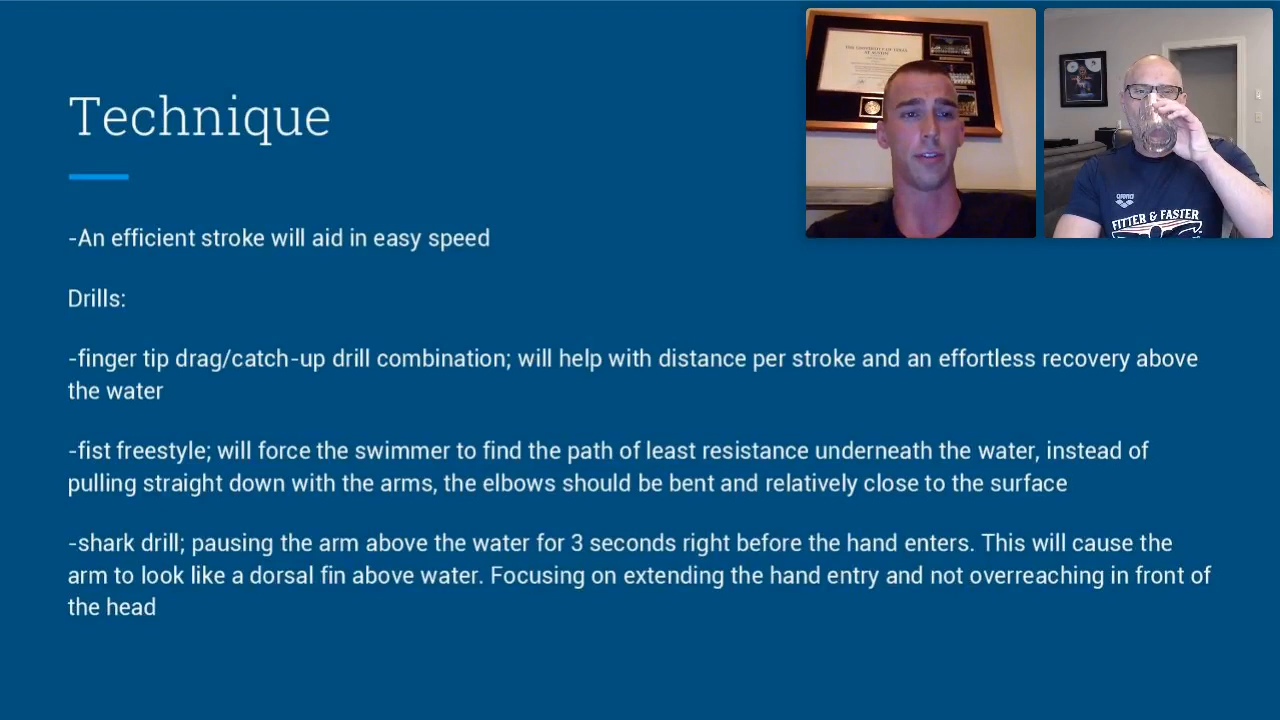 Technique
-An efficient stroke will aid in easy speed
Drills:
-finger tip drag/catch-up drill combination; will help with distance per stroke and an effortless recovery above
the water
-fist freestyle; will force the swimmer to find the path of least resistance underneath the water, instead of
pulling straight down with the arms, the elbows should be bent and relatively close to the surface
-shark drill; pausing the arm above the water for 3 seconds right before the hand enters. This will cause the
arm to look like a dorsal fin above water. Focusing on extending the hand entry and not overreaching in front of
the head
arena
FITTER & FASTER